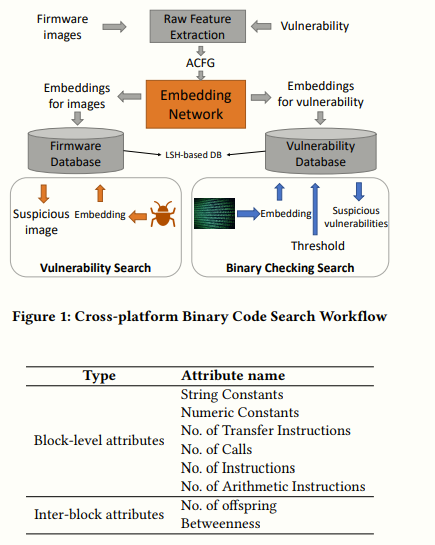 Firmware images
Raw Feature Extraction
Vulnerability
ACFG
Embeddings for images
Embedding Network
Embeddings for vulnerability
Firmware Database
LSH-based DB
Vulnerability Database
Suspicious image
Embedding
Vulnerability Search
Embedding
Threshold
Suspicious vulnerabilities
Binary Checking Search
Figure 1: Cross-platform Binary Code Search Workflow
Type Attribute name
Block-level attributes
String Constants
Numeric Constants
No. of Transfer Instructions
No. of Calls
No. of Instructions
No. of Arithmetic Instructions
Inter-block attributes
No. of offspring
Betweenness